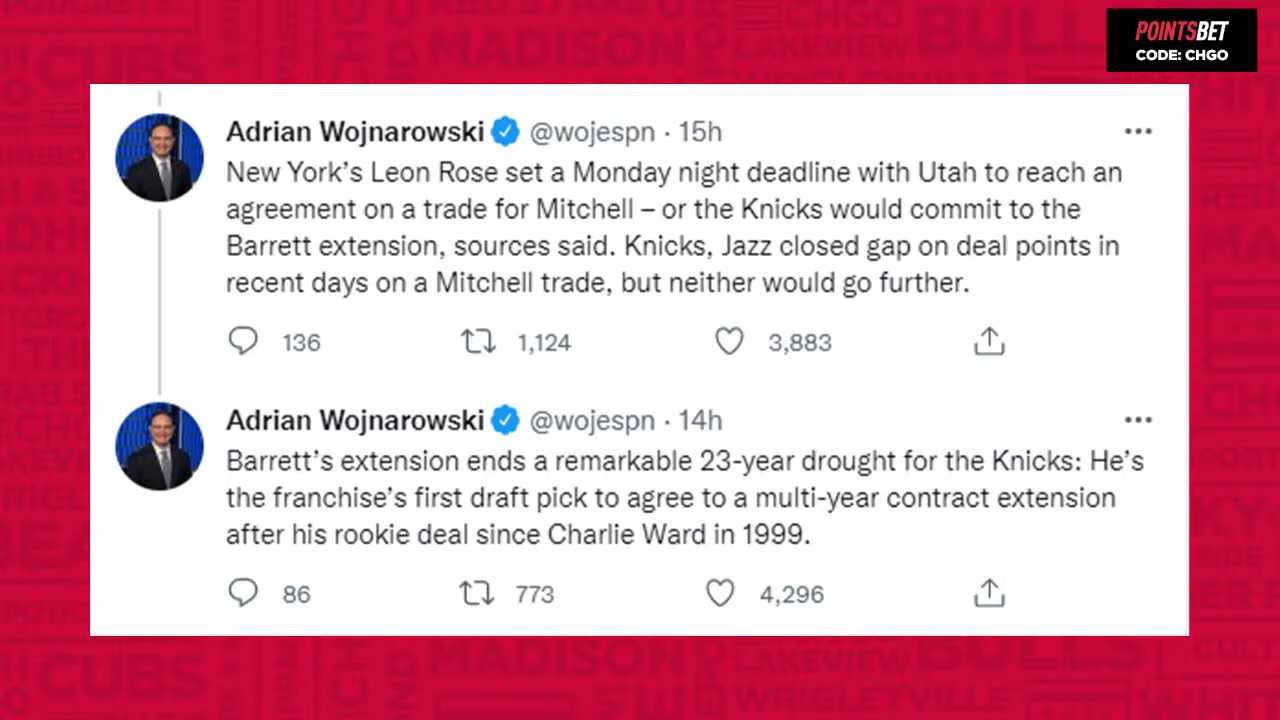 POINTSBET
CODE: CHGO
Adrian Wojnarowski @wojespn · 15h
New York’s Leon Rose set a Monday night deadline with Utah to reach an
agreement on a trade for Mitchell – or the Knicks would commit to the
Barrett extension, sources said. Knicks, Jazz closed gap on deal points in
recent days on a Mitchell trade, but neither would go further.
136 1,124 3,883
Adrian Wojnarowski @wojespn · 14h
Barrett’s extension ends a remarkable 23-year drought for the Knicks: He’s
the franchise’s first draft pick to agree to a multi-year contract extension
after his rookie deal since Charlie Ward in 1999.
86 773 4,296
CUBS
MADISON
LAKEVIEW
BULLS
WRIGLEYVILLE